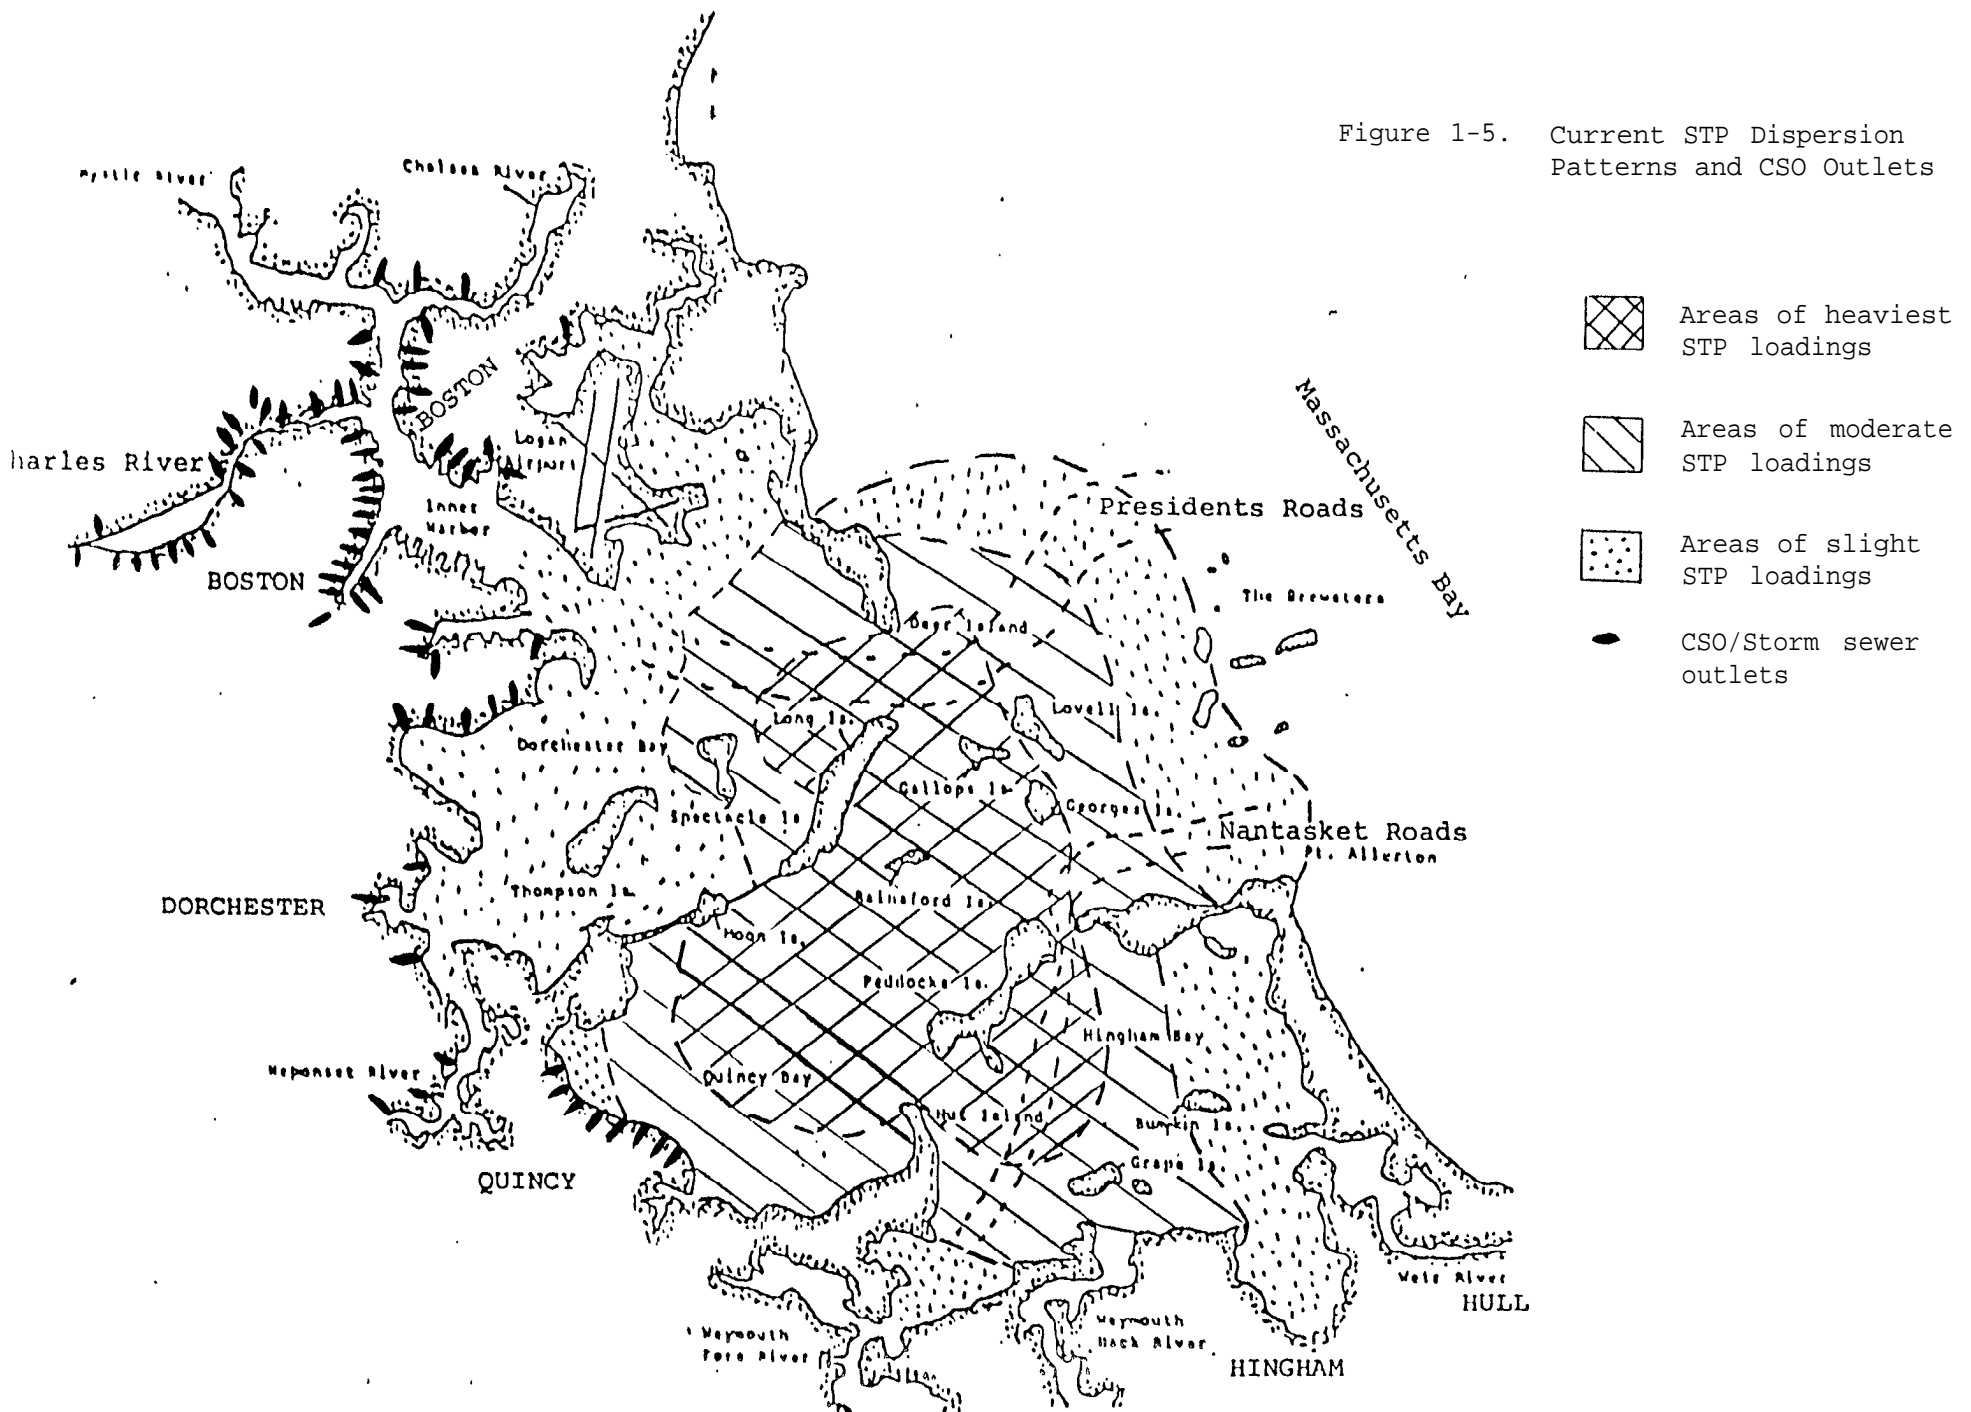 Figure 1-5. Current STP Dispersion
Patterns and CSO Outlets
Areas of heaviest
STP loadings
Areas of moderate
STP loadings
Areas of slight
STP loadings
CSO/Storm sewer
outlets
Chelsea River
BOSTON
Logan
Airport
harles River
Inner
Harbor
BOSTON
Massachusetts Bay
Presidents Roads
The Brewsters
Deer Island
Long Is.
Lovell Is.
Dorchester Bay
Gallops Is
Georges Is.
Spectacle Is
Nantasket Roads
Pt. Allerton
Thompson Is.
Rainsford Is.
DORCHESTER
Moon Is.
Peddocks Is.
Hingham Bay
Neponset River
Quincy Bay
Nut Island
Bumpkin Is.
QUINCY
Grape Is.
Weir River
HULL
Weymouth
Fore River
Weymouth
Back River
HINGHAM